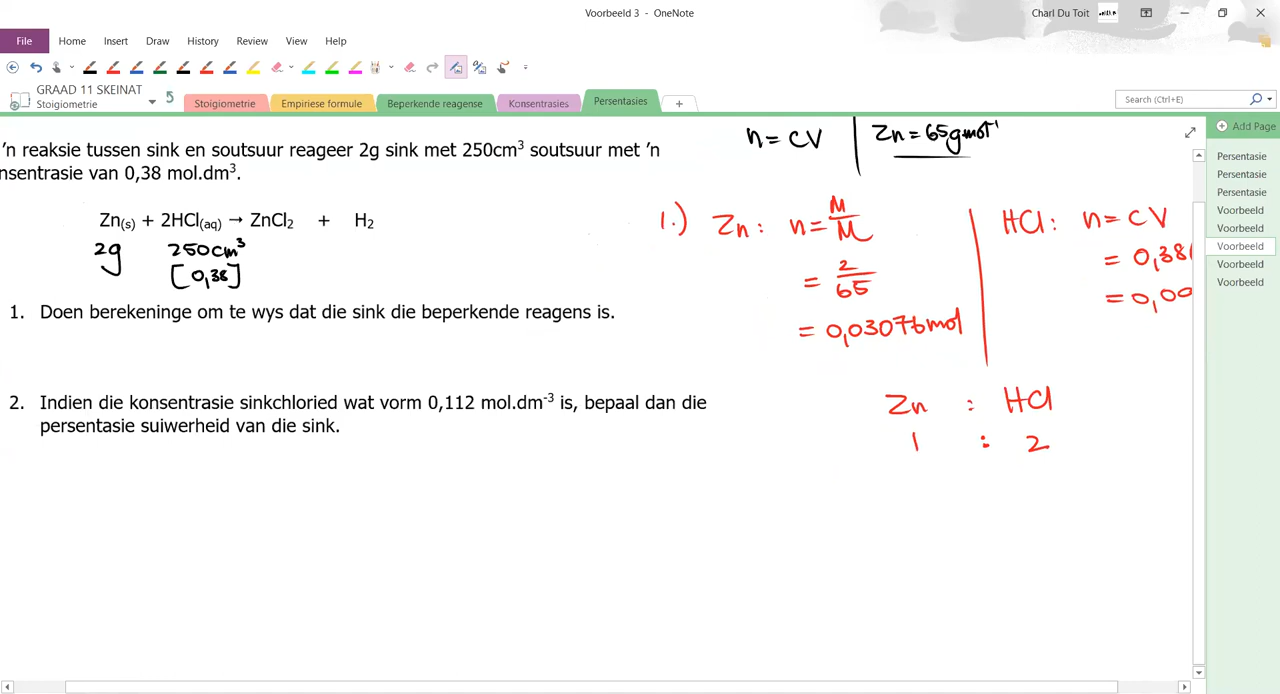 Voorbeeld 3 - OneNote
Charl Du Toit
File Home Insert Draw History Review View Help
GRAAD 11 SKEINAT
Stoigiometrie
Stoigiometrie Empiriese formule Beperkende reagense Konsentrasies Persentasies +
Search (Ctrl+E)
Add Page
Persentasie
Persentasie
Persentasie
Voorbeeld
Voorbeeld
Voorbeeld
Voorbeeld
Voorbeeld
n = CV | Zn = 65gmol⁻¹
'n reaksie tussen sink en soutsuur reageer 2g sink met 250cm³ soutsuur met 'n
nsentrasie van 0,38 mol.dm³.
Zn(s) + 2HCl(aq) → ZnCl2 + H2
2g 250cm³
[0,38]
1. Doen berekeninge om te wys dat die sink die beperkende reagens is.
2. Indien die konsentrasie sinkchloried wat vorm 0,112 mol.dm⁻³ is, bepaal dan die
persentasie suiwerheid van die sink.
1.) Zn: n = M/M
= 2/65
= 0,03076mol
HCl: n = CV
= 0,38
= 0,00
Zn : HCl
1 : 2